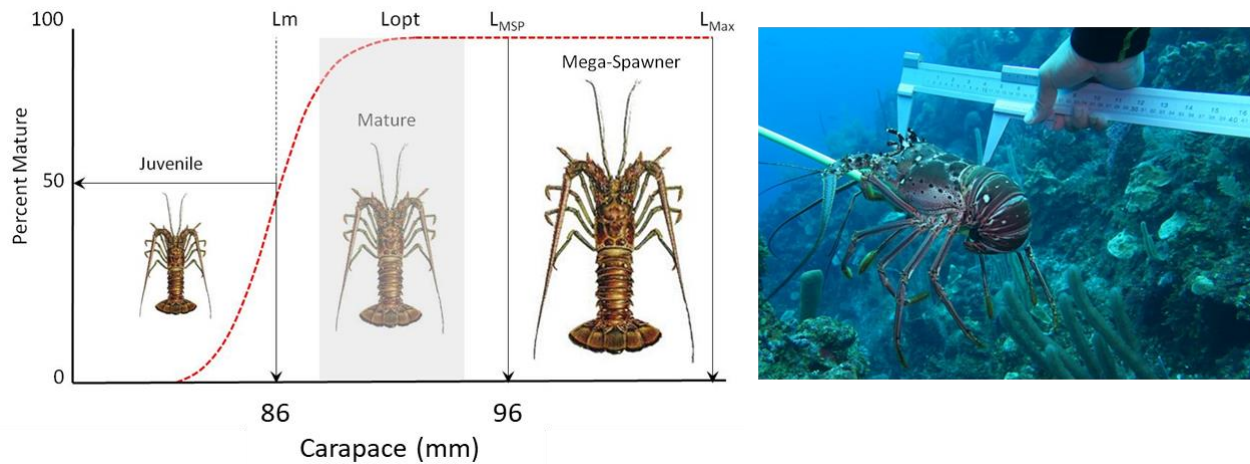 100
Lm
Lopt
LMSP
LMax
Mega-Spawner
Mature
Juvenile
50
Percent Mature
0
86
96
Carapace (mm)